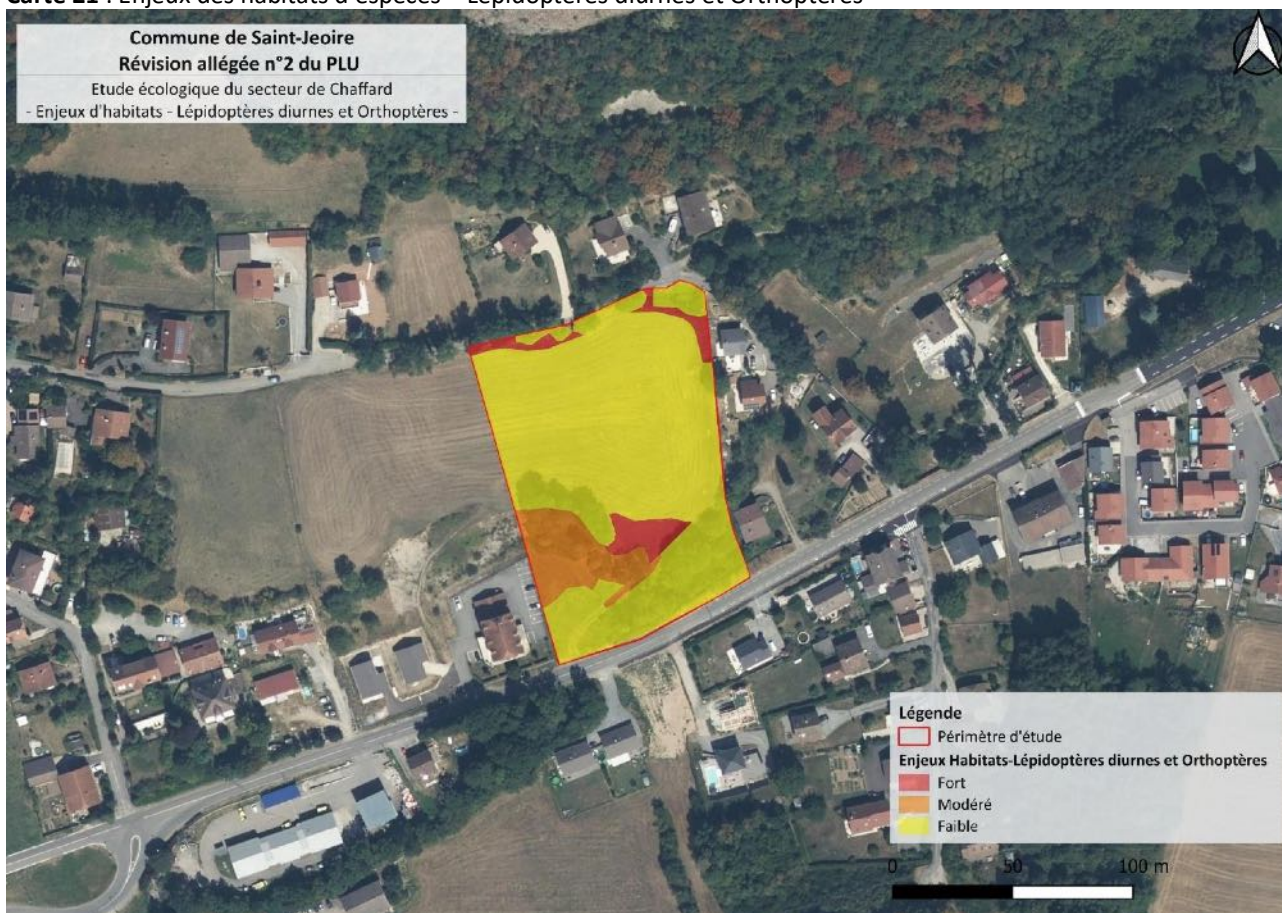 Carte 21 : Enjeux des habitats d'espèces – Lépidoptères diurnes et Orthoptères
Commune de Saint-Jeoire
Révision allégée n°2 du PLU
Etude écologique du secteur de Chaffard
- Enjeux d'habitats - Lépidoptères diurnes et Orthoptères -
Légende
Périmètre d'étude
Enjeux Habitats-Lépidoptères diurnes et Orthoptères
Fort
Modéré
Faible
0 50 100 m